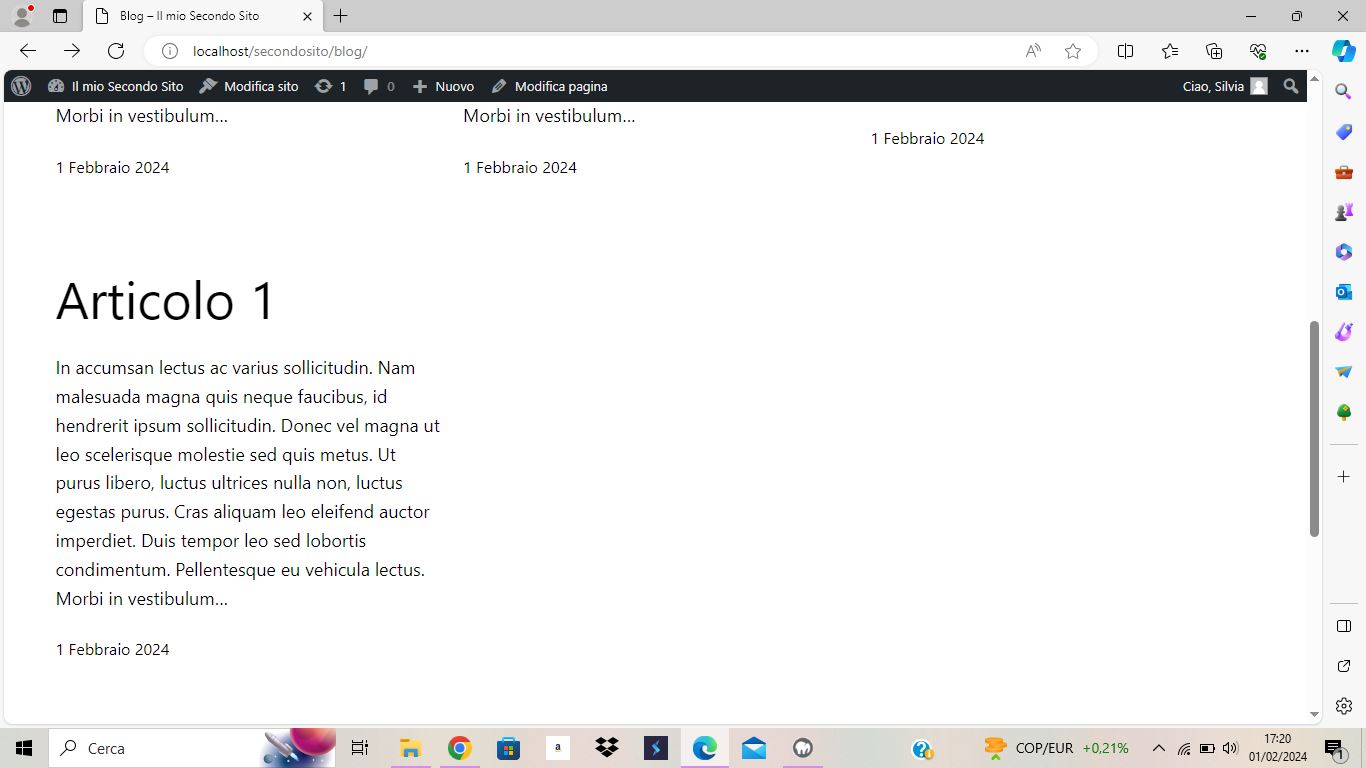 Blog – Il mio Secondo Sito
localhost/secondosito/blog/
Il mio Secondo Sito
Modifica sito
1
0
Nuovo
Modifica pagina
Ciao, Silvia
Morbi in vestibulum…
Morbi in vestibulum…
1 Febbraio 2024
1 Febbraio 2024
1 Febbraio 2024
Articolo 1
In accumsan lectus ac varius sollicitudin. Nam
malesuada magna quis neque faucibus, id
hendrerit ipsum sollicitudin. Donec vel magna ut
leo scelerisque molestie sed quis metus. Ut
purus libero, luctus ultrices nulla non, luctus
egestas purus. Cras aliquam leo eleifend auctor
imperdiet. Duis tempor leo sed lobortis
condimentum. Pellentesque eu vehicula lectus.
Morbi in vestibulum…
1 Febbraio 2024
Cerca
a
COP/EUR +0,21%
17:20
01/02/2024
1